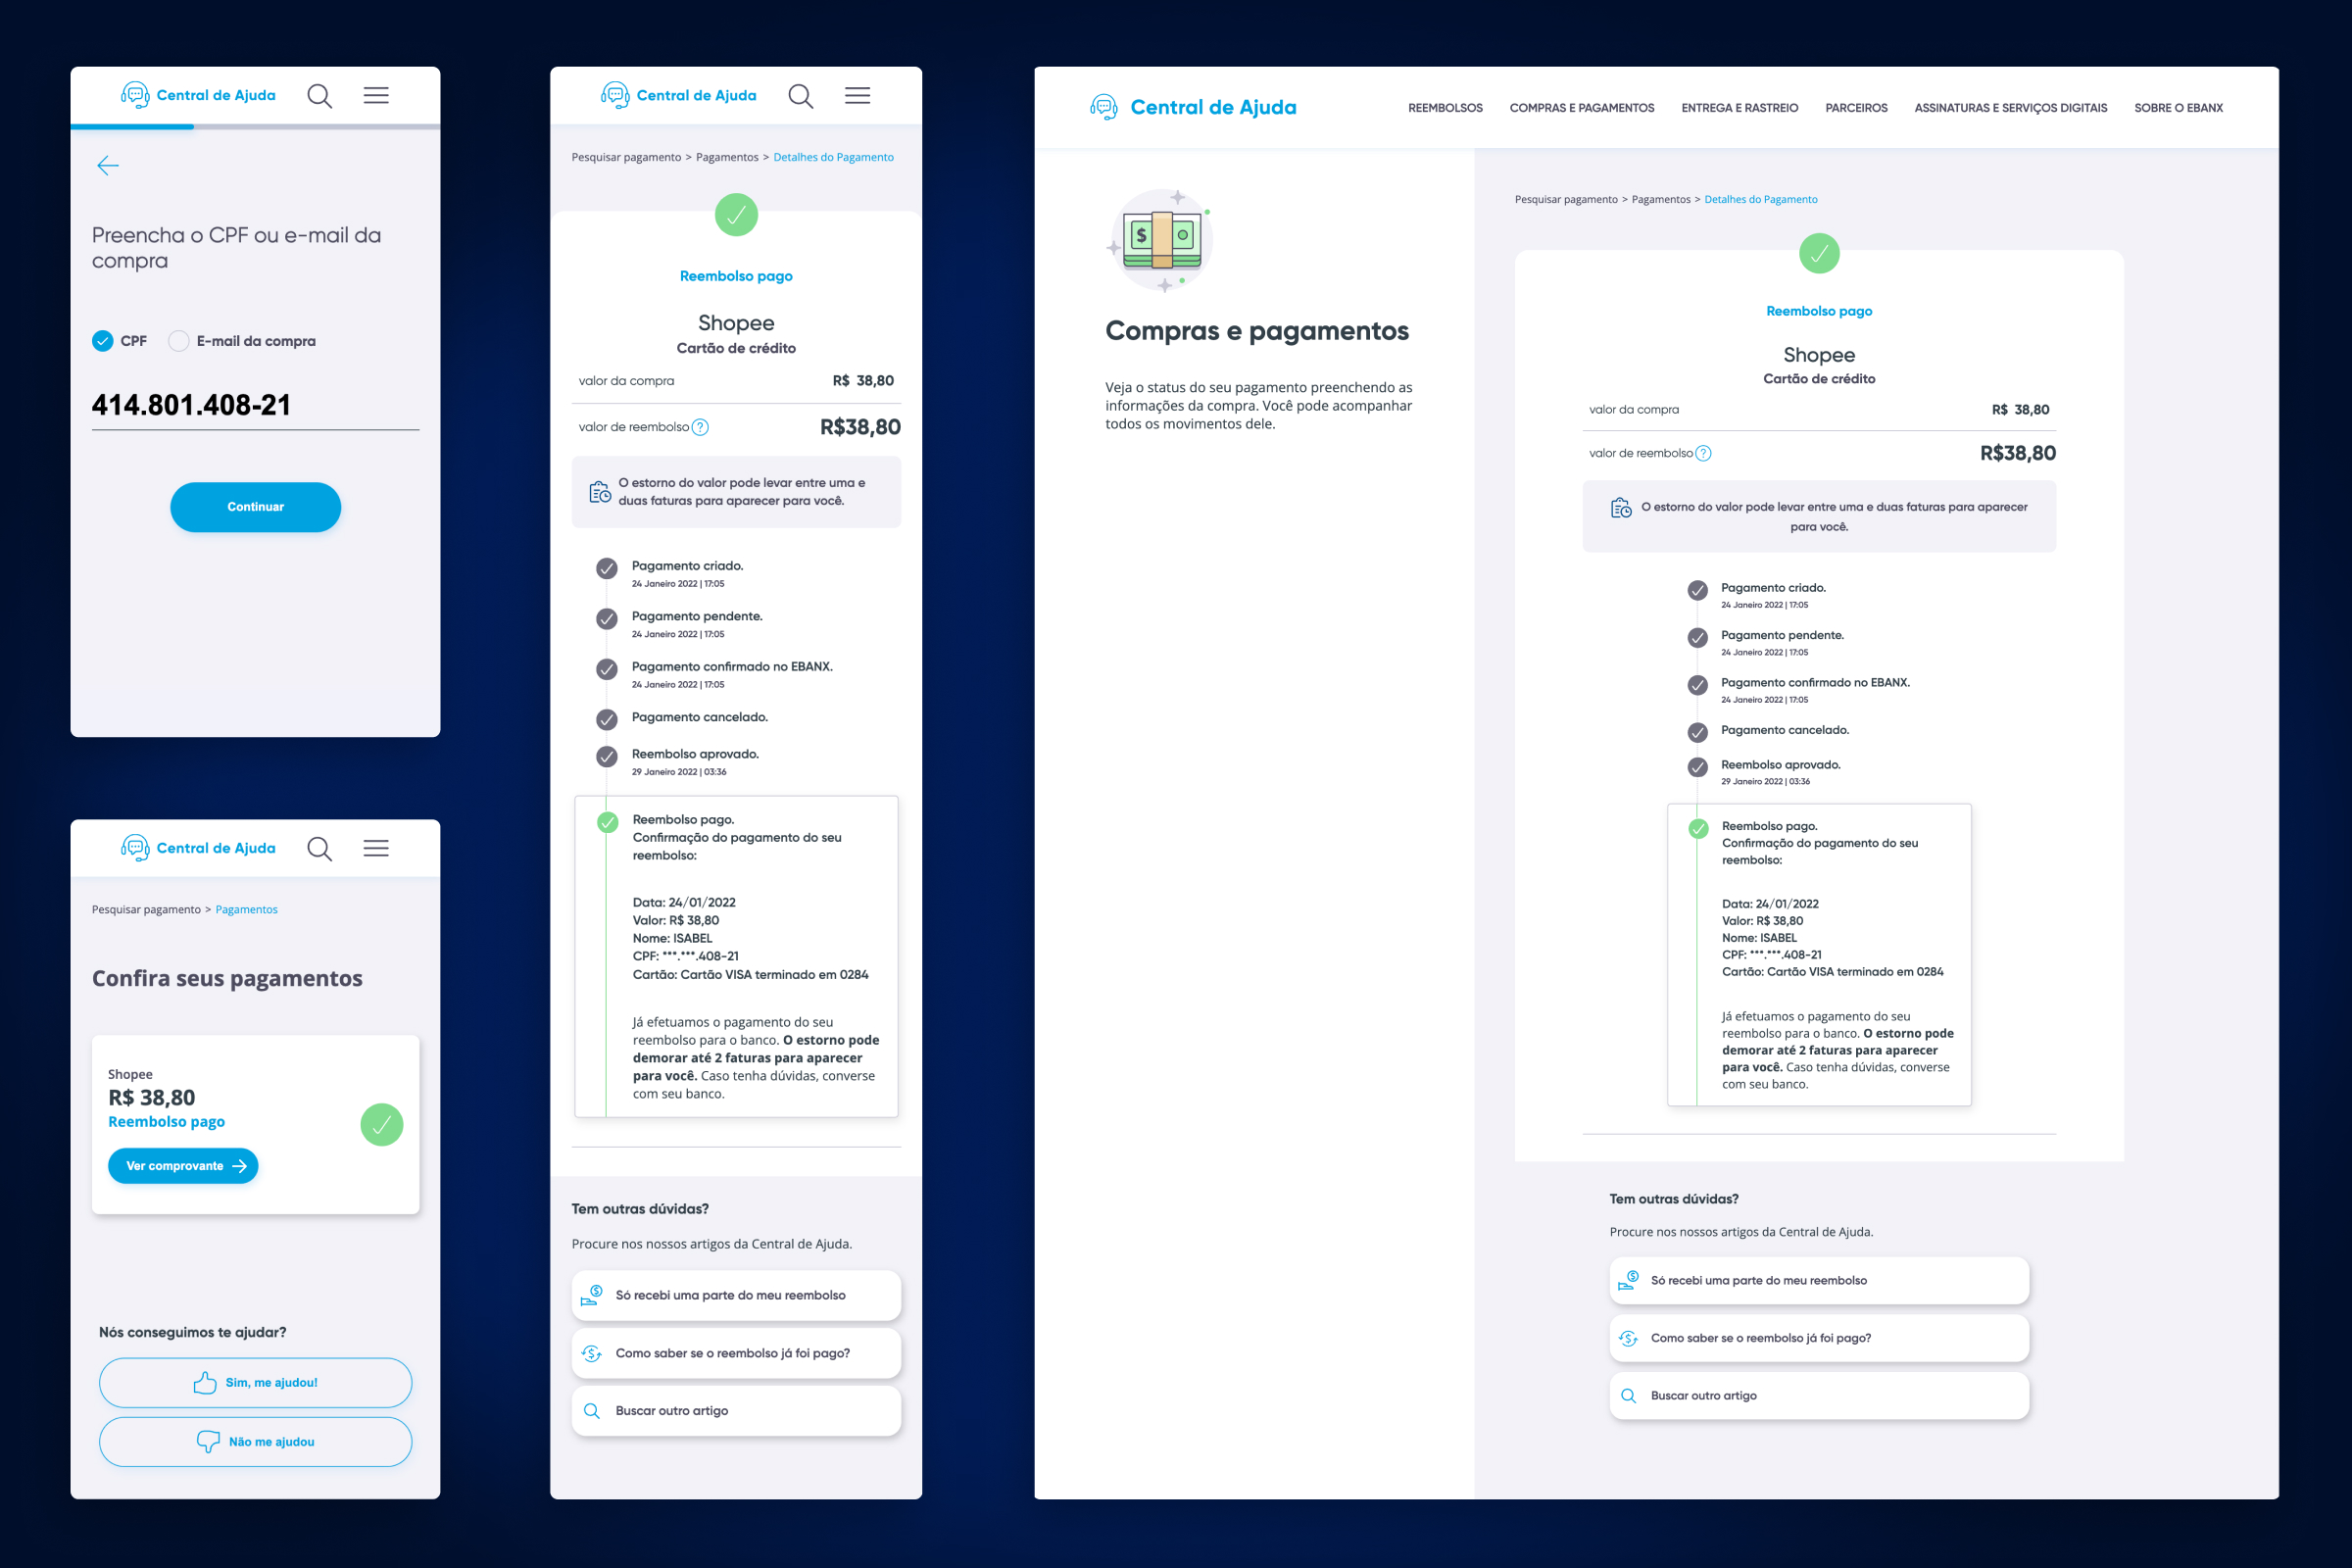 Central de Ajuda
Preencha o CPF ou e-mail da
compra
CPF
E-mail da compra
414.801.408-21
Continuar
Central de Ajuda
Pesquisar pagamento > Pagamentos
Confira seus pagamentos
Shopee
R$ 38,80
Reembolso pago
Ver comprovante
Nós conseguimos te ajudar?
Sim, me ajudou!
Não me ajudou
Central de Ajuda
Pesquisar pagamento > Pagamentos > Detalhes do Pagamento
Reembolso pago
Shopee
Cartão de crédito
valor da compra R$ 38,80
valor de reembolso ? R$38,80
O estorno do valor pode levar entre uma e
duas faturas para aparecer para você.
Pagamento criado.
24 Janeiro 2022 | 17:05
Pagamento pendente.
24 Janeiro 2022 | 17:05
Pagamento confirmado no EBANX.
24 Janeiro 2022 | 17:05
Pagamento cancelado.
Reembolso aprovado.
29 Janeiro 2022 | 03:36
Reembolso pago.
Confirmação do pagamento do seu
reembolso:
Data: 24/01/2022
Valor: R$ 38,80
Nome: ISABEL
CPF: ***.***.408-21
Cartão: Cartão VISA terminado em 0284
Já efetuamos o pagamento do seu
reembolso para o banco. O estorno pode
demorar até 2 faturas para aparecer
para você. Caso tenha dúvidas, converse
com seu banco.
Tem outras dúvidas?
Procure nos nossos artigos da Central de Ajuda.
Só recebi uma parte do meu reembolso
Como saber se o reembolso já foi pago?
Buscar outro artigo
Central de Ajuda
REEMBOLSOS COMPRAS E PAGAMENTOS ENTREGA E RASTREIO PARCEIROS ASSINATURAS E SERVIÇOS DIGITAIS SOBRE O EBANX
$
Compras e pagamentos
Veja o status do seu pagamento preenchendo as
informações da compra. Você pode acompanhar
todos os movimentos dele.
Pesquisar pagamento > Pagamentos > Detalhes do Pagamento
Reembolso pago
Shopee
Cartão de crédito
valor da compra R$ 38,80
valor de reembolso ? R$38,80
O estorno do valor pode levar entre uma e duas faturas para aparecer
para você.
Pagamento criado.
24 Janeiro 2022 | 17:05
Pagamento pendente.
24 Janeiro 2022 | 17:05
Pagamento confirmado no EBANX.
24 Janeiro 2022 | 17:05
Pagamento cancelado.
Reembolso aprovado.
29 Janeiro 2022 | 03:36
Reembolso pago.
Confirmação do pagamento do seu
reembolso:
Data: 24/01/2022
Valor: R$ 38,80
Nome: ISABEL
CPF: ***.***.408-21
Cartão: Cartão VISA terminado em 0284
Já efetuamos o pagamento do seu
reembolso para o banco. O estorno pode
demorar até 2 faturas para aparecer
para você. Caso tenha dúvidas, converse
com seu banco.
Tem outras dúvidas?
Procure nos nossos artigos da Central de Ajuda.
Só recebi uma parte do meu reembolso
Como saber se o reembolso já foi pago?
Buscar outro artigo